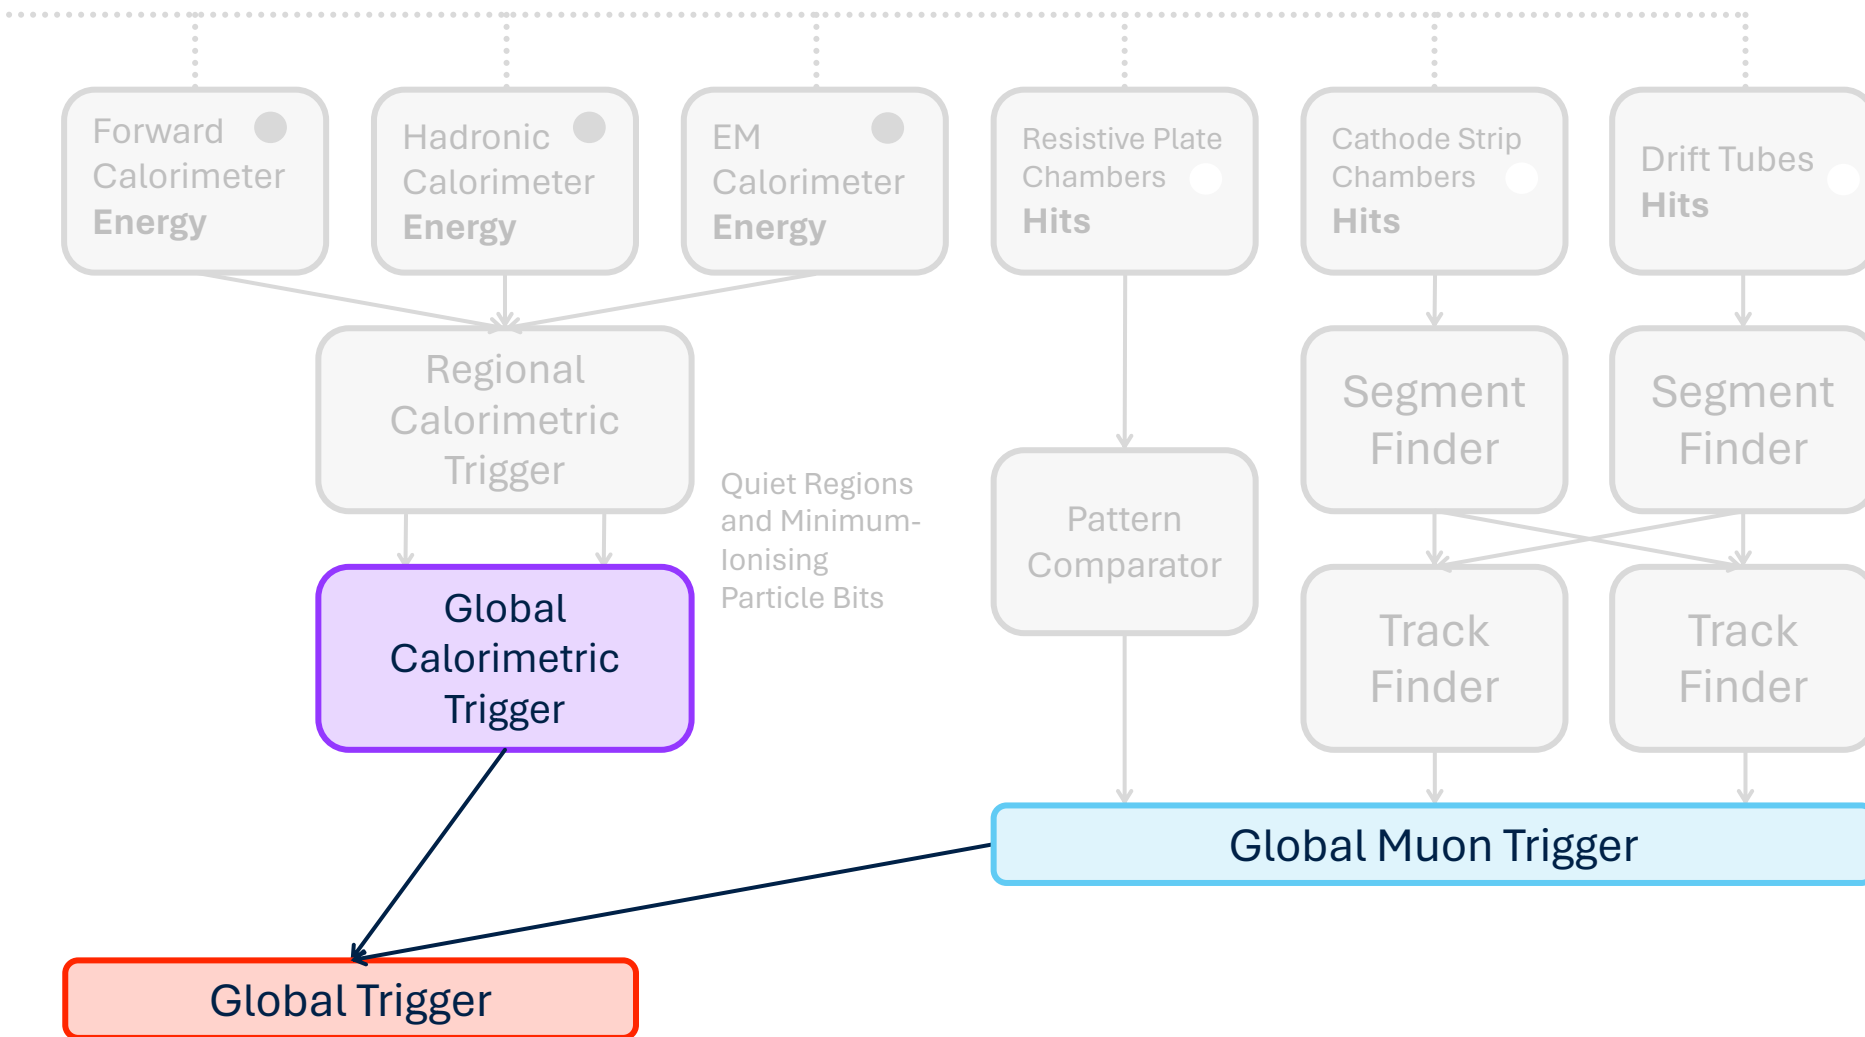 Forward
Calorimeter
Energy
Hadronic
Calorimeter
Energy
EM
Calorimeter
Energy
Resistive Plate
Chambers
Hits
Cathode Strip
Chambers
Hits
Drift Tubes
Hits
Regional
Calorimetric
Trigger
Segment
Finder
Segment
Finder
Quiet Regions
and Minimum-
Ionising
Particle Bits
Pattern
Comparator
Global
Calorimetric
Trigger
Track
Finder
Track
Finder
Global Muon Trigger
Global Trigger